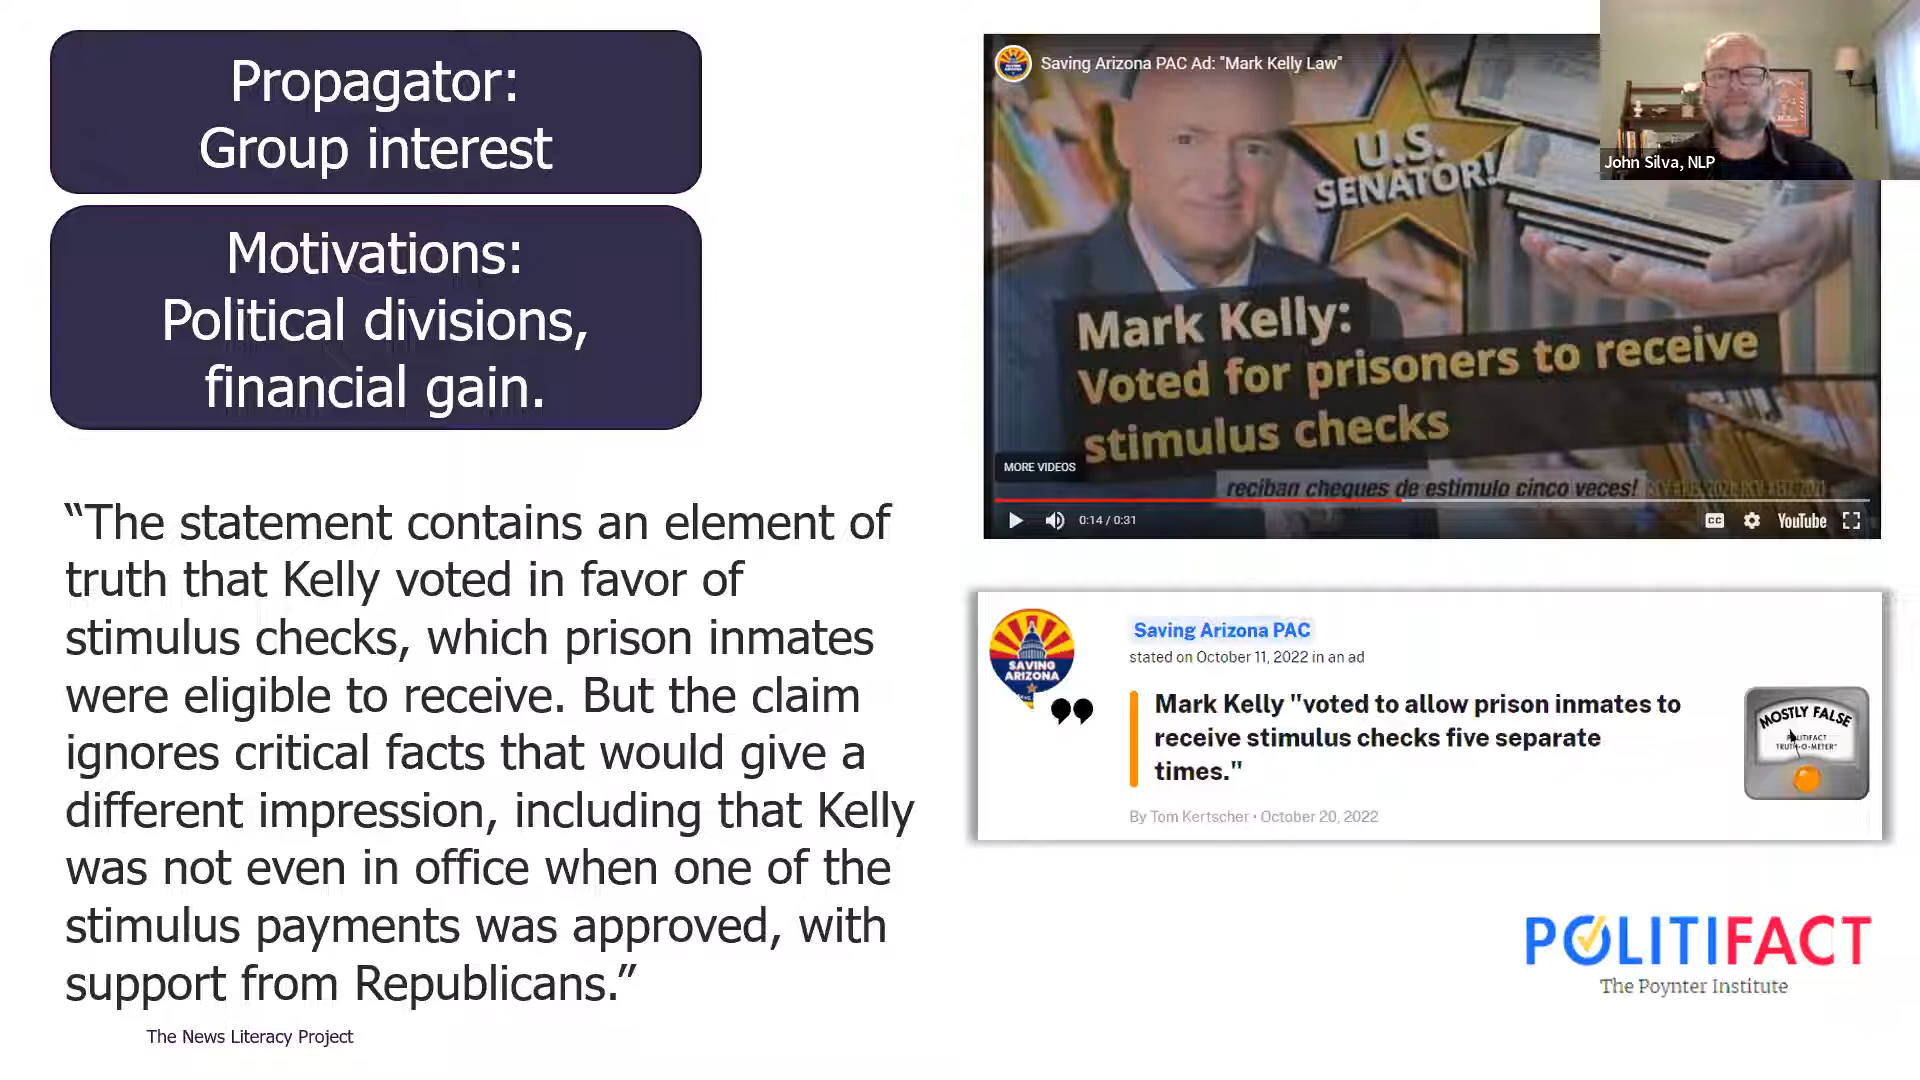 Propagator:
Group interest
Motivations:
Political divisions,
financial gain.
“The statement contains an element of
truth that Kelly voted in favor of
stimulus checks, which prison inmates
were eligible to receive. But the claim
ignores critical facts that would give a
different impression, including that Kelly
was not even in office when one of the
stimulus payments was approved, with
support from Republicans.”
The News Literacy Project
Saving Arizona PAC Ad: "Mark Kelly Law"
U.S.
SENATOR!
Mark Kelly:
Voted for prisoners to receive
stimulus checks
MORE VIDEOS
reciban cheques de estímulo cinco veces!
0:14 / 0:31
CC
YouTube
John Silva, NLP
SAVING
ARIZONA
Saving Arizona PAC
stated on October 11, 2022 in an ad
Mark Kelly "voted to allow prison inmates to
receive stimulus checks five separate
times."
By Tom Kertscher • October 20, 2022
MOSTLY FALSE
POLITIFACT
TRUTH-O-METER™
POLITIFACT
The Poynter Institute